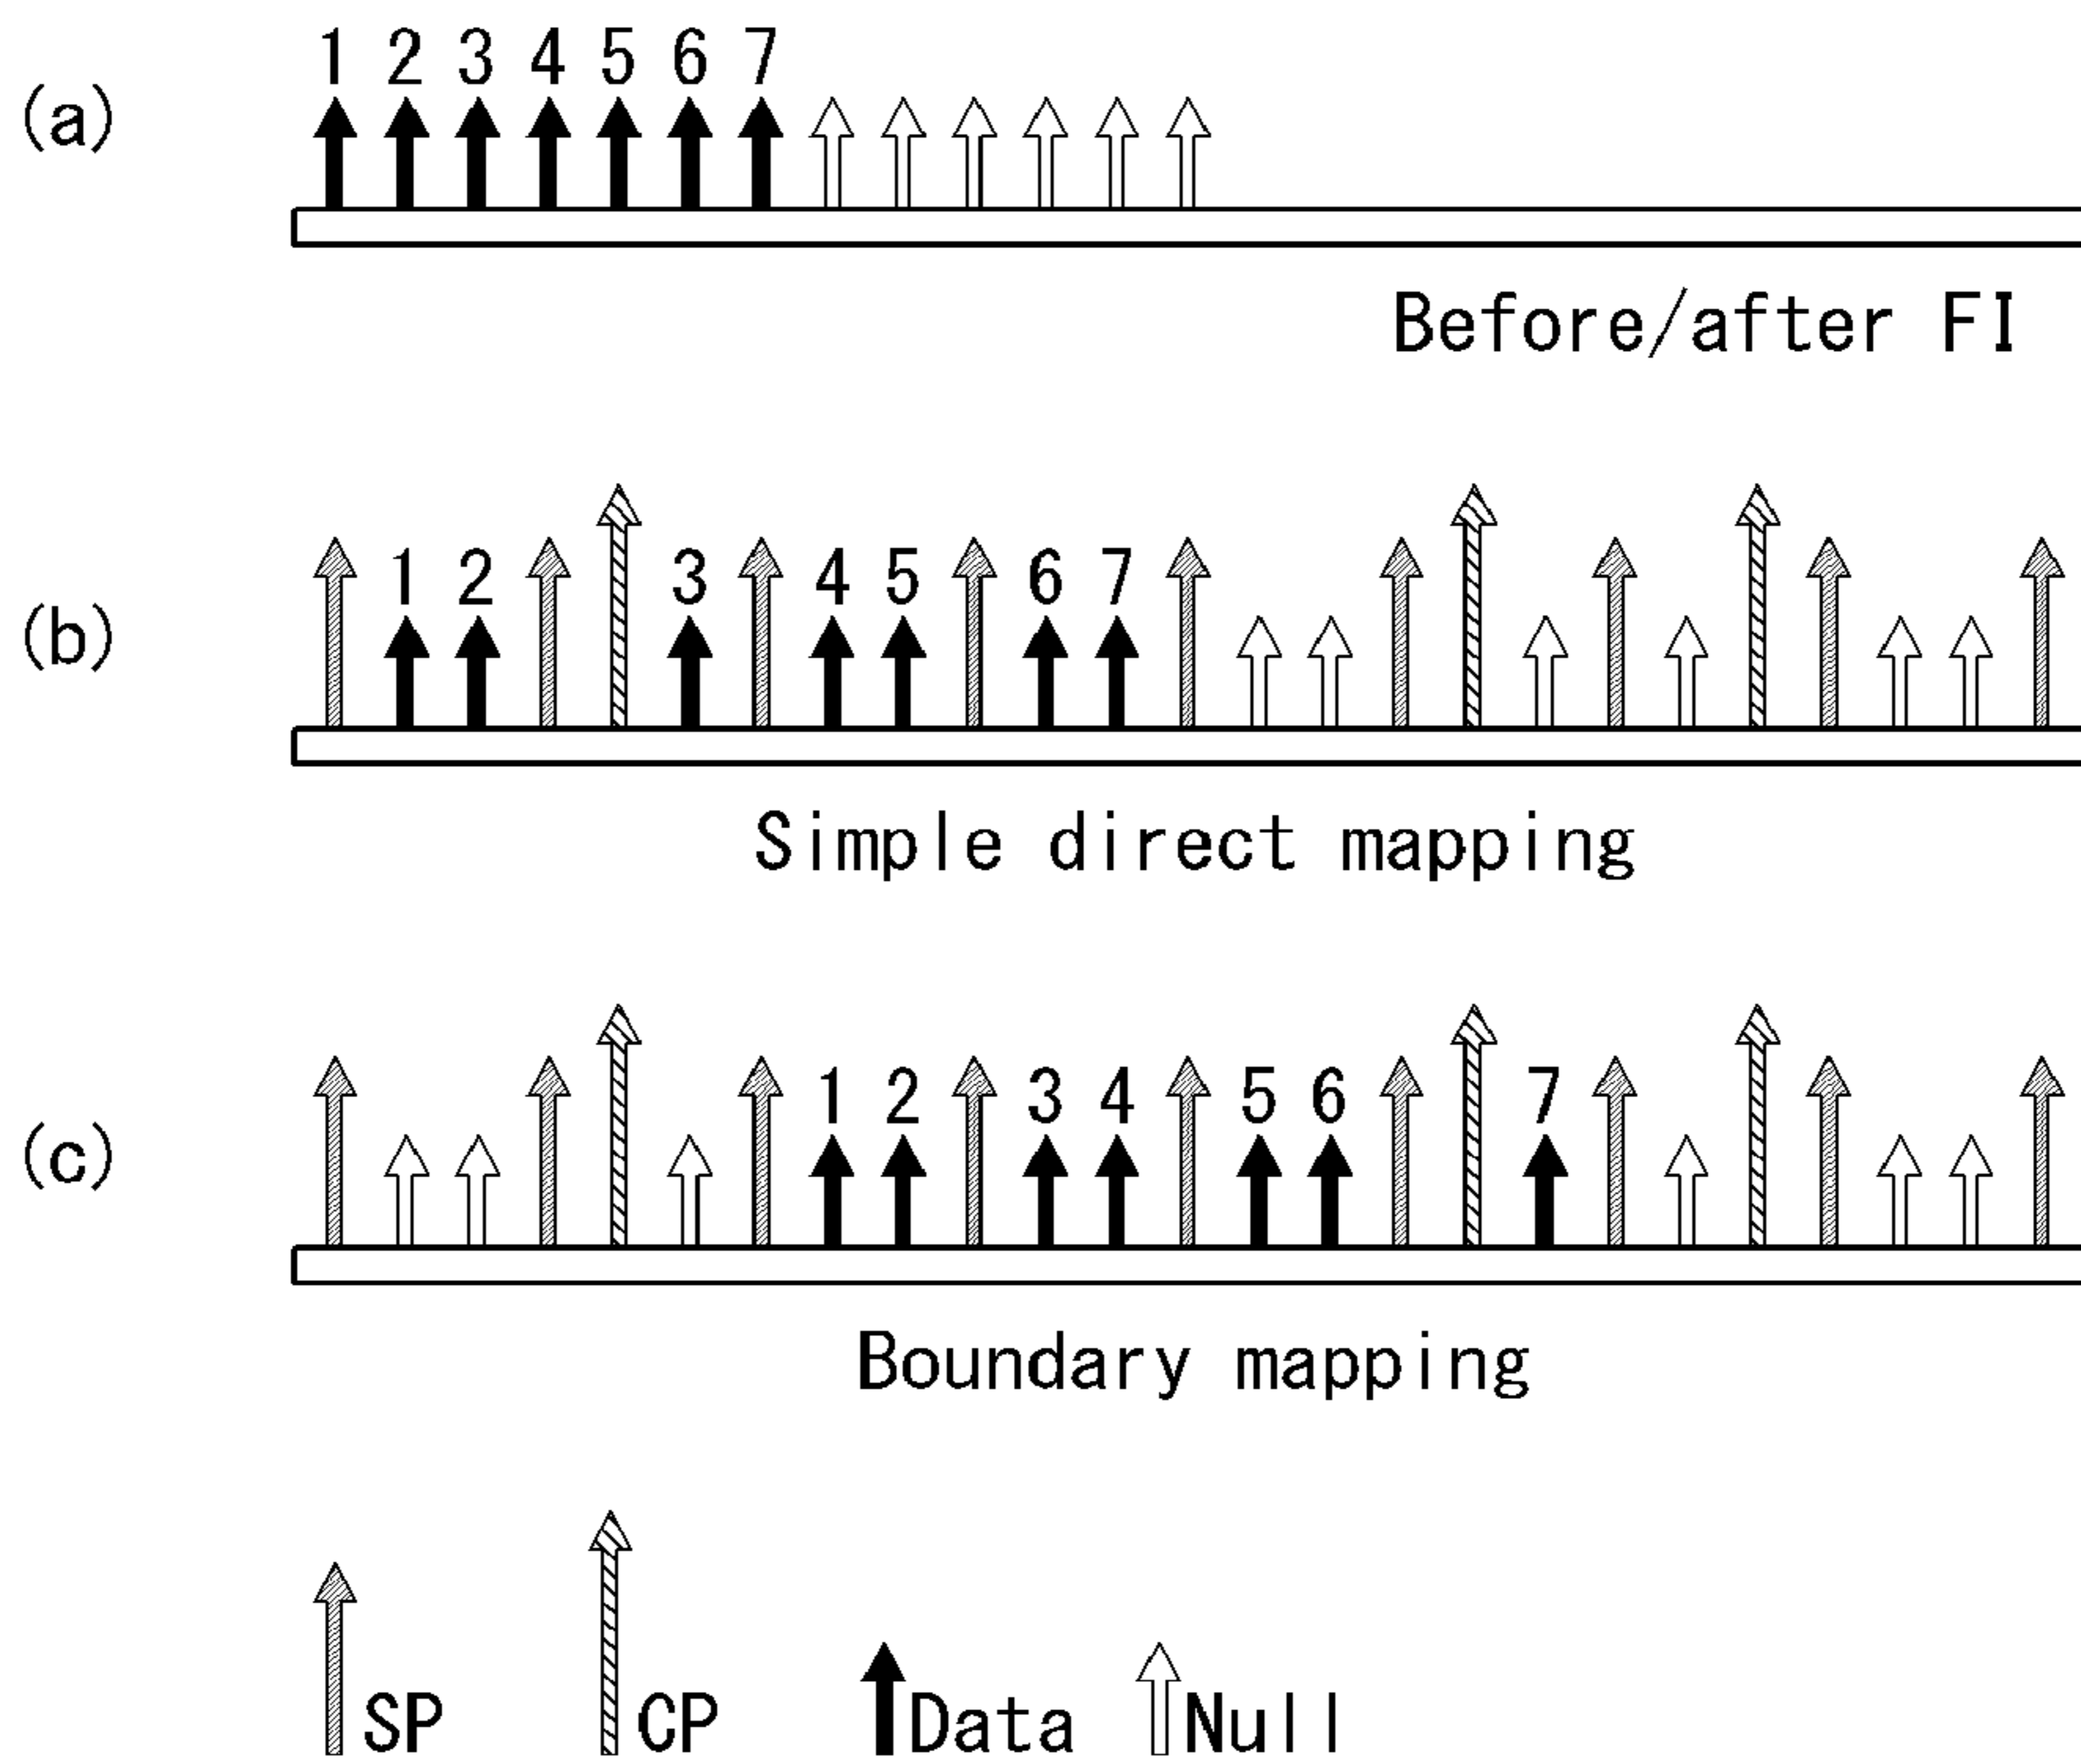 1 2 3 4 5 6 7
(a)
Before/after FI
1 2 3 4 5 6 7
(b)
Simple direct mapping
1 2 3 4 5 6 7
(c)
Boundary mapping
SP CP Data Null